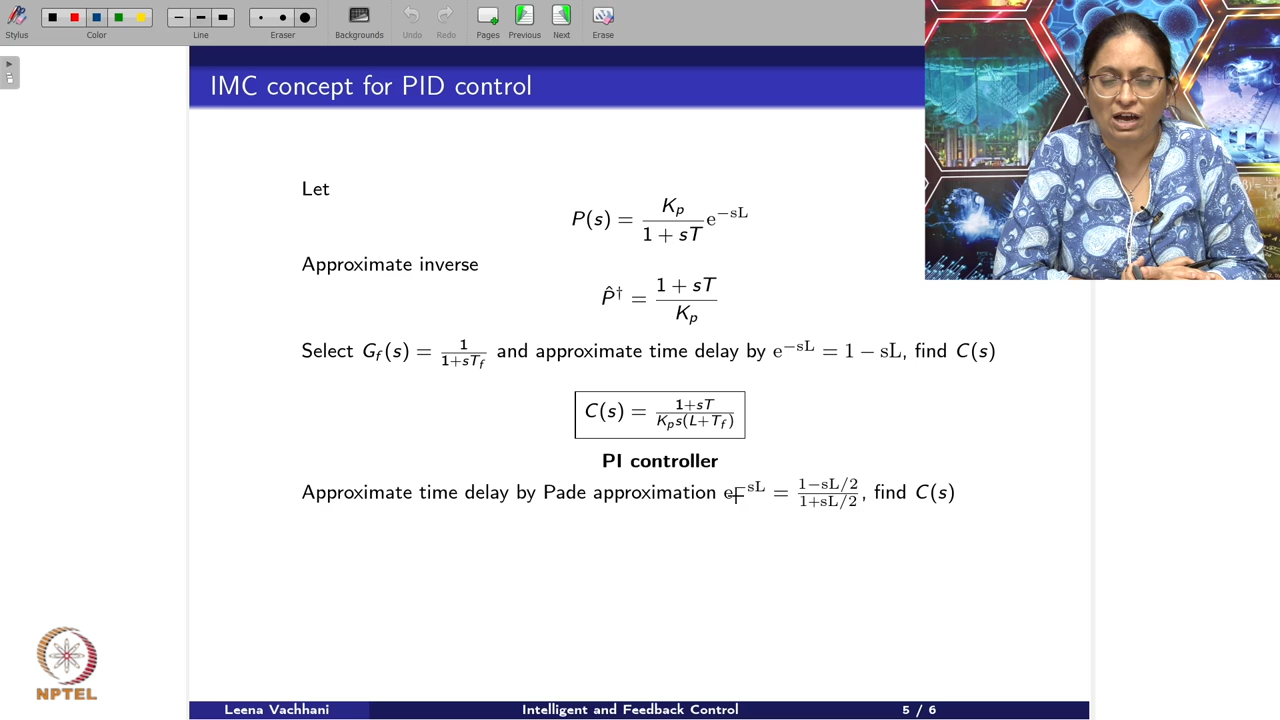 Stylus
Color
Line
Eraser
Backgrounds
Undo
Redo
Pages
Previous
Next
Erase
IMC concept for PID control
Let
P(s) = K_p / (1 + sT) e^{-sL}
Approximate inverse
P̂† = (1 + sT) / K_p
Select G_f(s) = 1 / (1+sT_f) and approximate time delay by e^{-sL} = 1 − sL, find C(s)
C(s) = (1+sT) / (K_p s(L+T_f))
PI controller
Approximate time delay by Pade approximation e^{-sL} = (1−sL/2) / (1+sL/2), find C(s)
NPTEL
Leena Vachhani Intelligent and Feedback Control 5 / 6